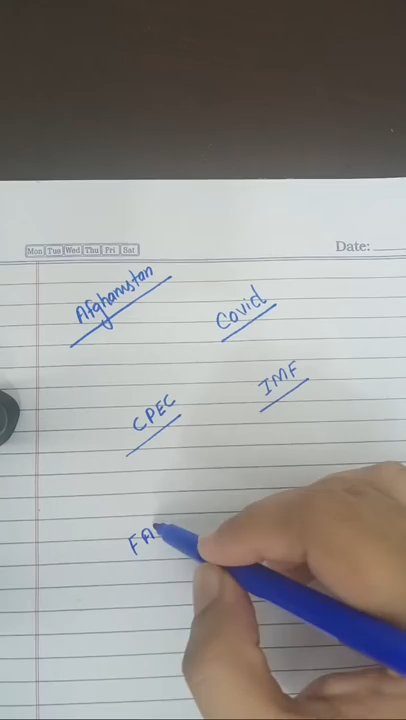 Mon Tue Wed Thu Fri Sat
Date:
Afghanistan
Covid
IMF
CPEC
FA